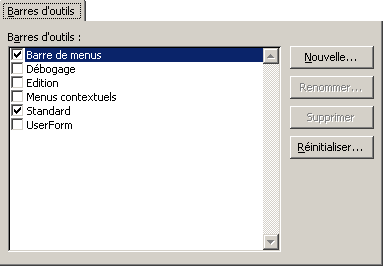 Barres d'outils
Barres d'outils :
Barre de menus
Débogage
Edition
Menus contextuels
Standard
UserForm
Nouvelle...
Renommer...
Supprimer
Réinitialiser...